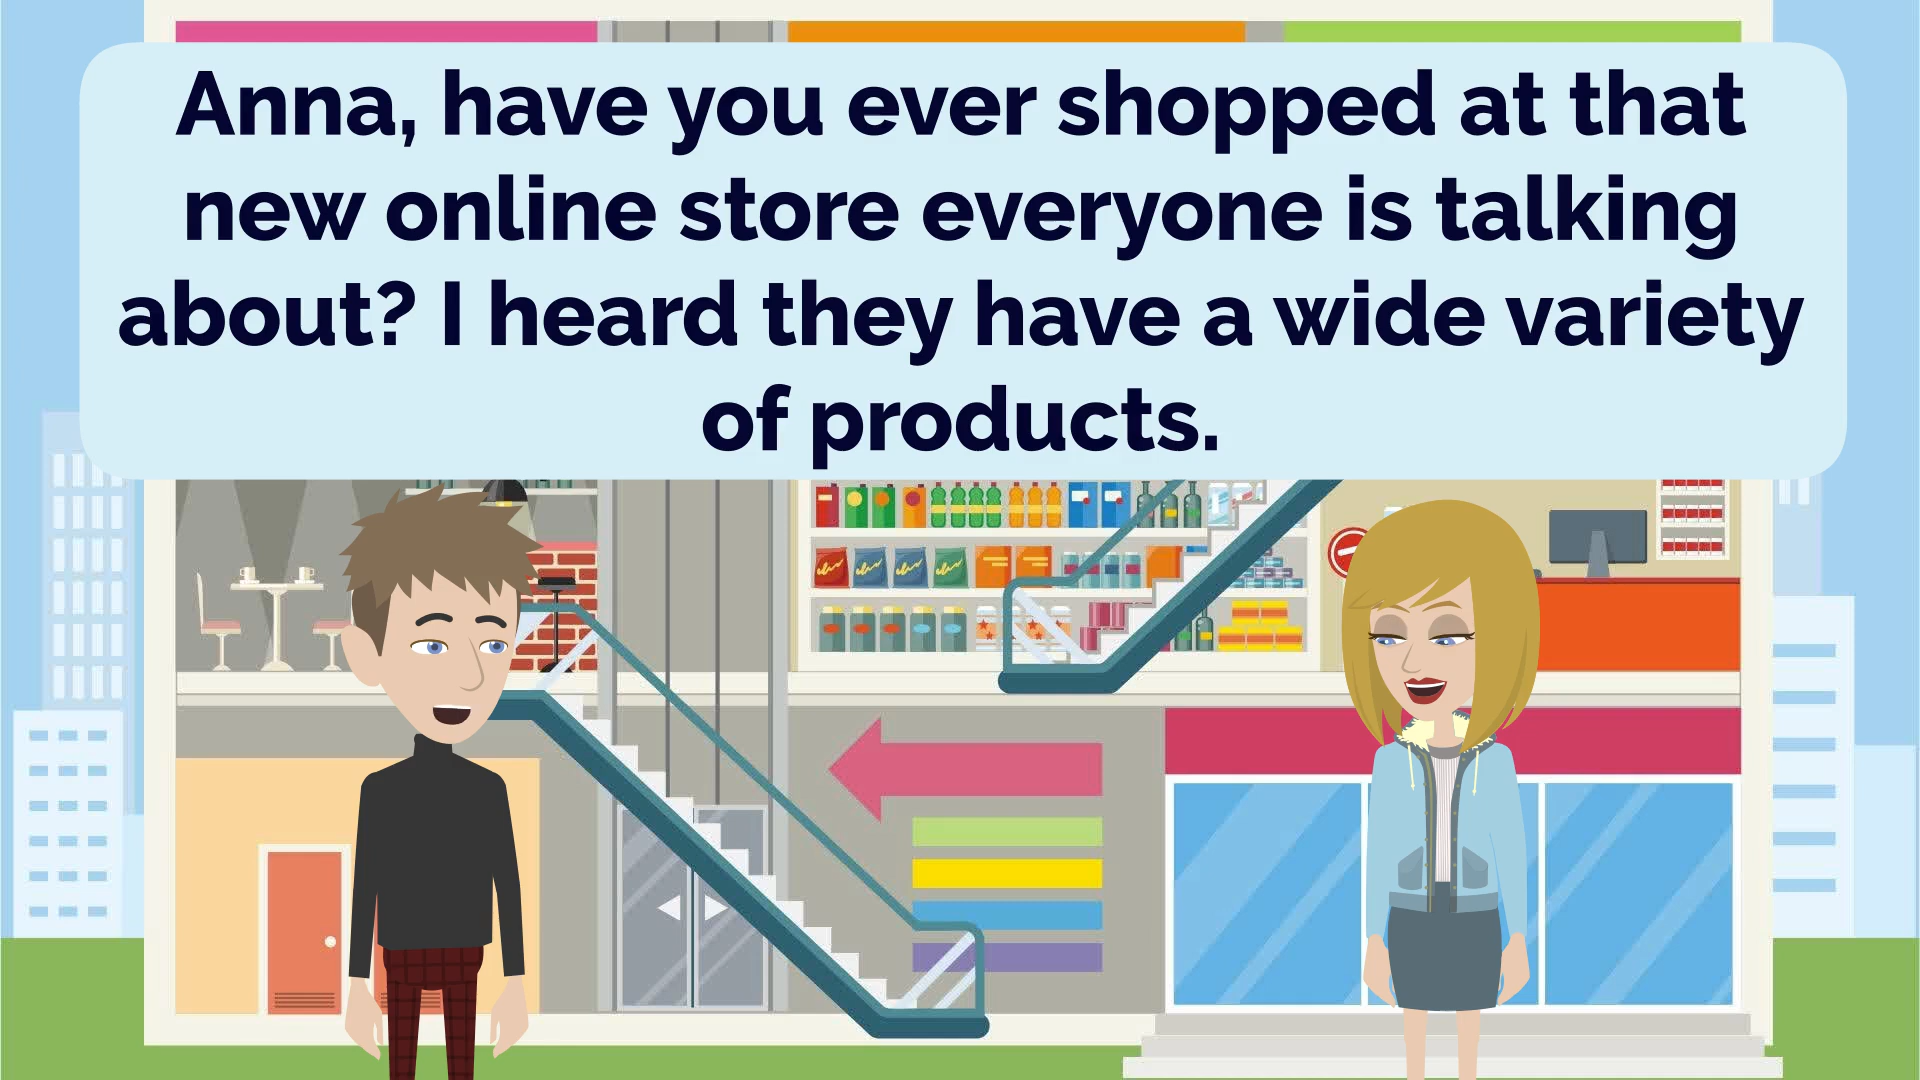 Anna, have you ever shopped at that
new online store everyone is talking
about? I heard they have a wide variety
of products.